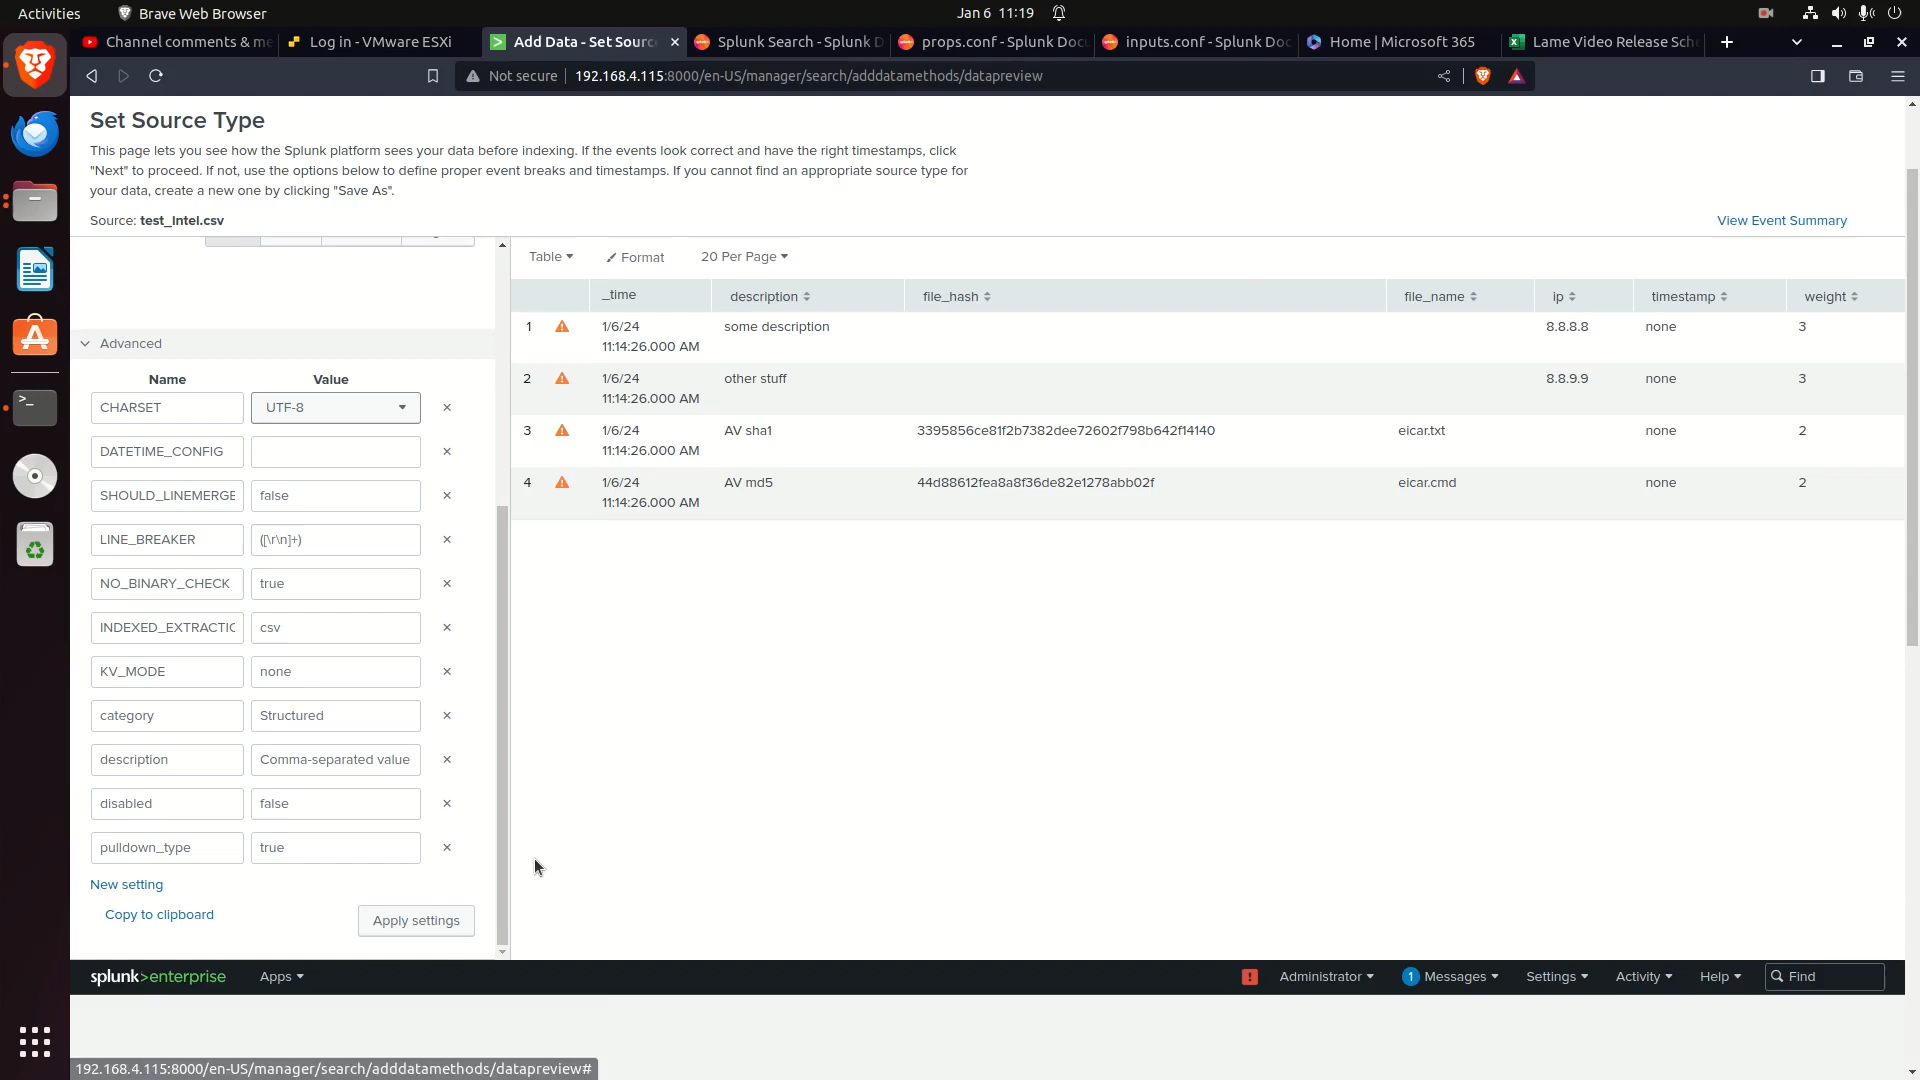 Activities
Brave Web Browser
Jan 6 11:19
Channel comments & me
Log in - VMware ESXi
Add Data - Set Sourc
Splunk Search - Splunk D
props.conf - Splunk Doc
inputs.conf - Splunk Doc
Home | Microsoft 365
Lame Video Release Sch
Not secure
192.168.4.115:8000/en-US/manager/search/adddatamethods/datapreview
Set Source Type
This page lets you see how the Splunk platform sees your data before indexing. If the events look correct and have the right timestamps, click
"Next" to proceed. If not, use the options below to define proper event breaks and timestamps. If you cannot find an appropriate source type for
your data, create a new one by clicking "Save As".
Source: test_intel.csv
View Event Summary
Advanced
Name Value
CHARSET UTF-8
DATETIME_CONFIG
SHOULD_LINEMERGE false
LINE_BREAKER ([\r\n]+)
NO_BINARY_CHECK true
INDEXED_EXTRACTIO csv
KV_MODE none
category Structured
description Comma-separated value
disabled false
pulldown_type true
New setting
Copy to clipboard
Apply settings
Table Format 20 Per Page
_time description file_hash file_name ip timestamp weight
1 1/6/24 some description 8.8.8.8 none 3
11:14:26.000 AM
2 1/6/24 other stuff 8.8.9.9 none 3
11:14:26.000 AM
3 1/6/24 AV sha1 3395856ce81f2b7382dee72602f798b642f14140 eicar.txt none 2
11:14:26.000 AM
4 1/6/24 AV md5 44d88612fea8a8f36de82e1278abb02f eicar.cmd none 2
11:14:26.000 AM
splunk>enterprise Apps
! Administrator 1 Messages Settings Activity Help Find
192.168.4.115:8000/en-US/manager/search/adddatamethods/datapreview#